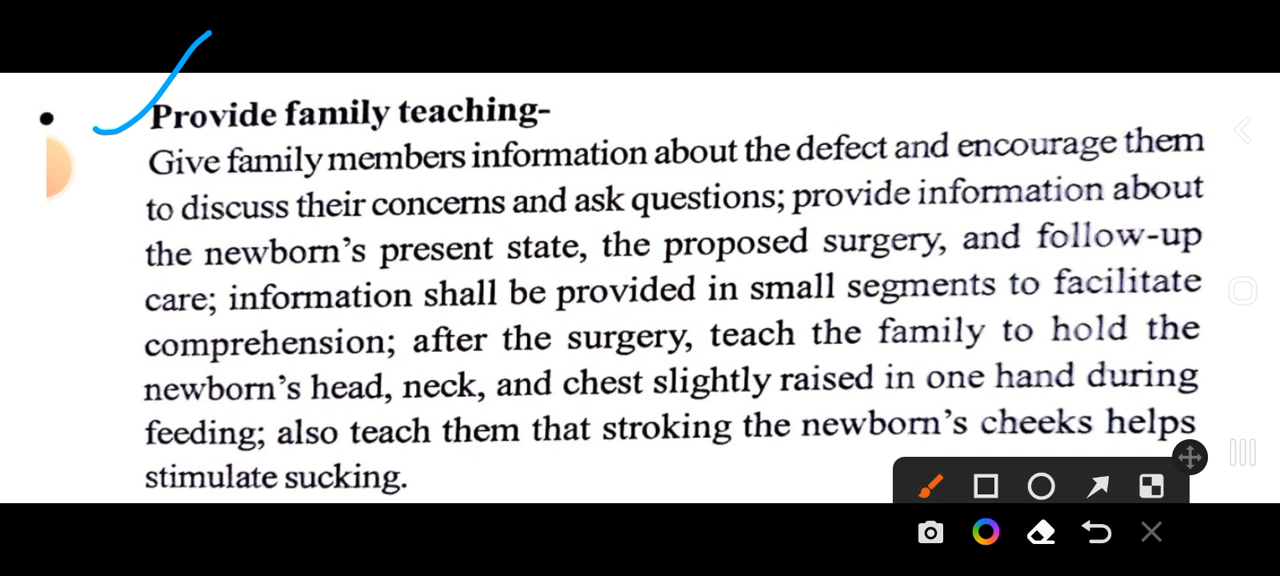 Provide family teaching-
Give family members information about the defect and encourage them
to discuss their concerns and ask questions; provide information about
the newborn's present state, the proposed surgery, and follow-up
care; information shall be provided in small segments to facilitate
comprehension; after the surgery, teach the family to hold the
newborn's head, neck, and chest slightly raised in one hand during
feeding; also teach them that stroking the newborn's cheeks helps
stimulate sucking.